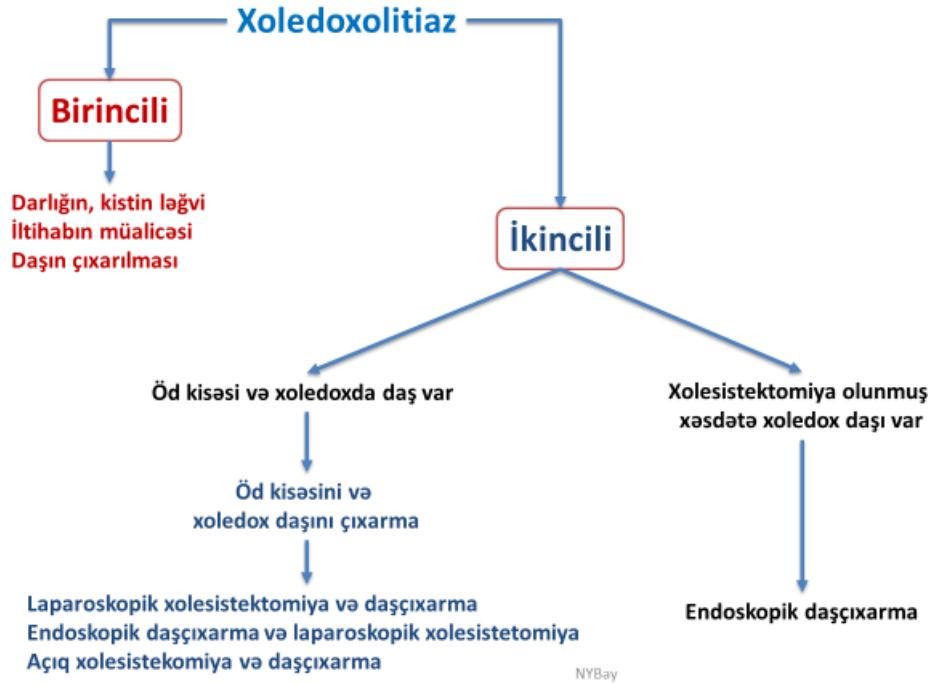 Xoledoxolitiaz
Birincili
Darlığın, kistin ləğvi
İltihabın müalicəsi
Daşın çıxarılması
İkincili
Öd kisəsi və xoledoxda daş var
Öd kisəsini və
xoledox daşını çıxarma
Laparoskopik xolesistektomiya və daşçıxarma
Endoskopik daşçıxarma və laparoskopik xolesistetomiya
Açıq xolesistekomiya və daşçıxarma
Xolesistektomiya olunmuş
xəsdətə xoledox daşı var
Endoskopik daşçıxarma
NYBay